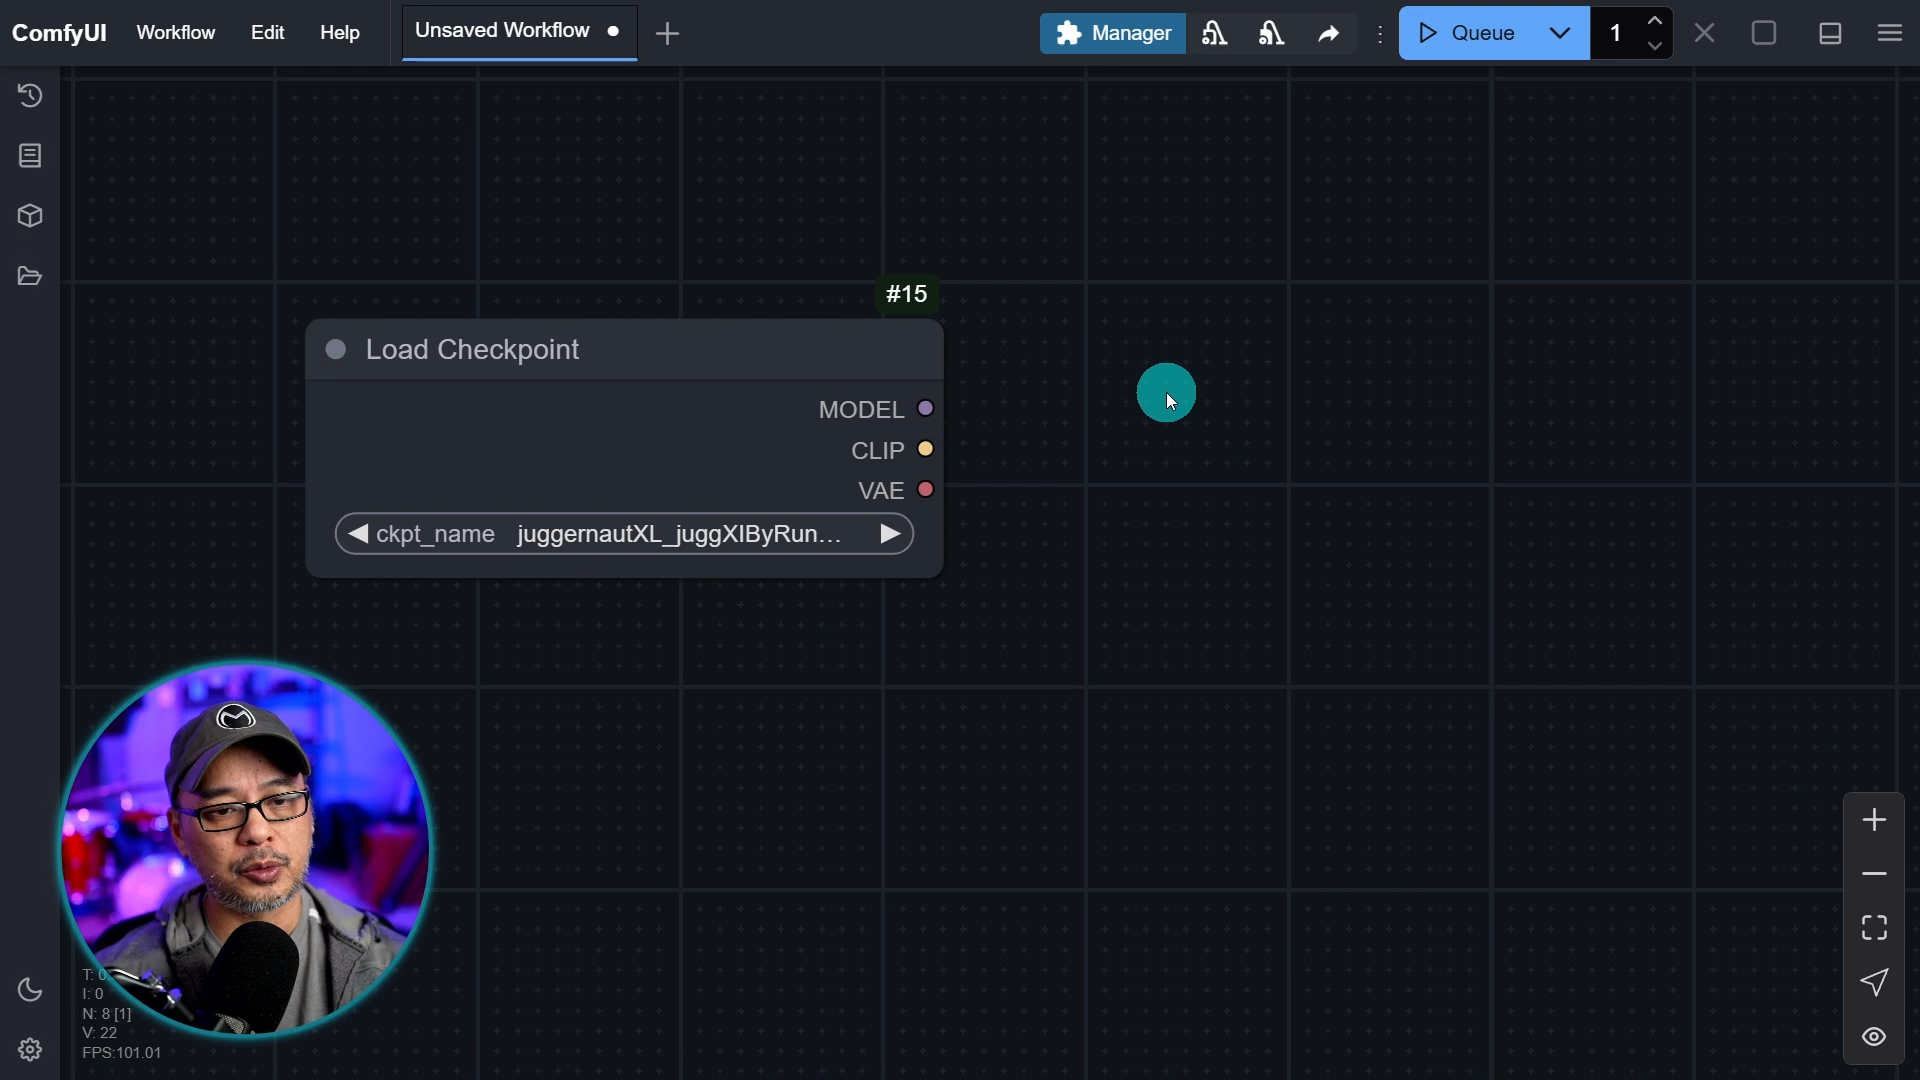 ComfyUI Workflow Edit Help Unsaved Workflow Manager Queue 1
#15
Load Checkpoint
MODEL
CLIP
VAE
ckpt_name juggernautXL_juggXIByRun...
T: 0.
I: 0
N: 8 [1]
V: 22
FPS:101.01